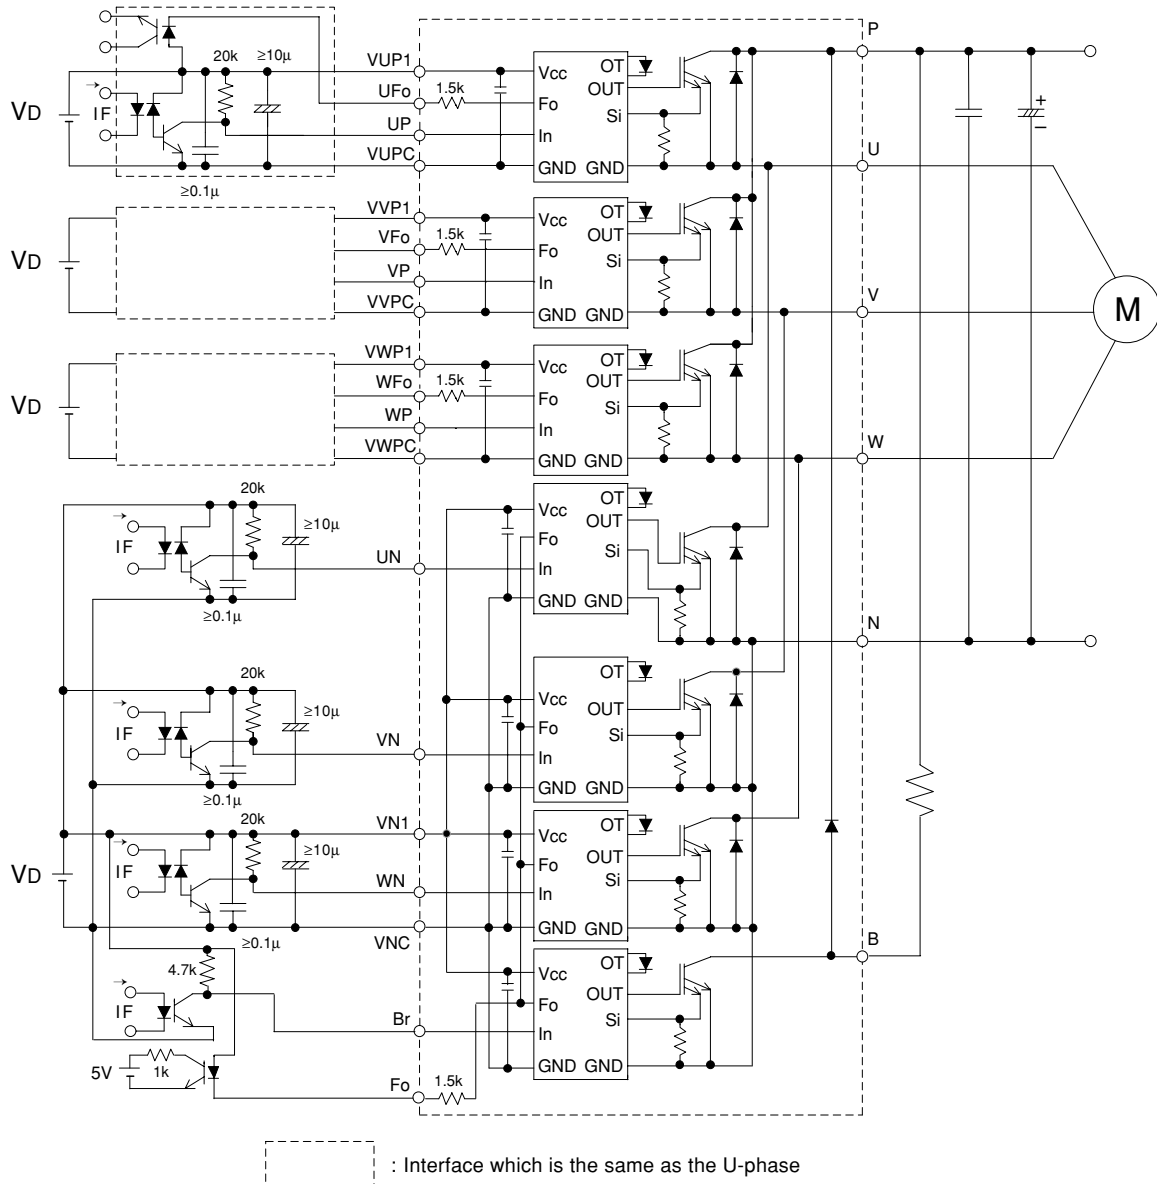 P
20k
≥10μ
VUP1
Vcc
OT
UFo
1.5k
Fo
OUT
VD
IF
UP
In
Si
+
−
VUPC
GND GND
U
≥0.1μ
VVP1
Vcc
OT
VFo
1.5k
Fo
OUT
VD
VP
In
Si
VVPC
GND GND
V
M
VWP1
Vcc
OT
WFo
1.5k
Fo
OUT
VD
WP
In
Si
VWPC
GND GND
W
20k
≥10μ
IF
UN
Vcc
OT
Fo
OUT
In
Si
GND GND
≥0.1μ
N
20k
≥10μ
IF
VN
Vcc
OT
Fo
OUT
In
Si
GND GND
≥0.1μ
20k
≥10μ
VN1
Vcc
OT
Fo
OUT
VD
IF
WN
In
Si
GND GND
≥0.1μ
VNC
B
4.7k
IF
Br
Vcc
OT
Fo
OUT
In
Si
GND GND
5V
1k
Fo
1.5k
: Interface which is the same as the U-phase